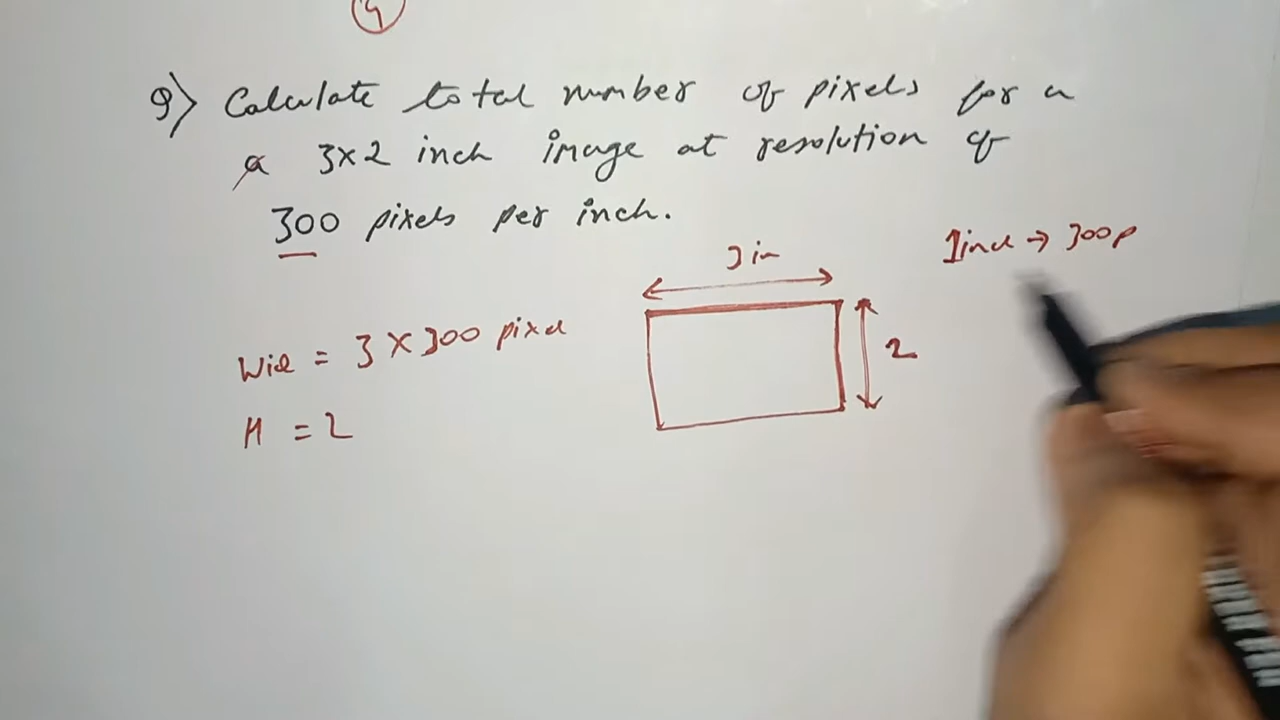 9) Calculate total number of pixels for a
a 3x2 inch image at resolution of
300 pixels per inch.
1 inch → 300 p
3 in
2
Wid = 3 X 300 pixel
H = 2